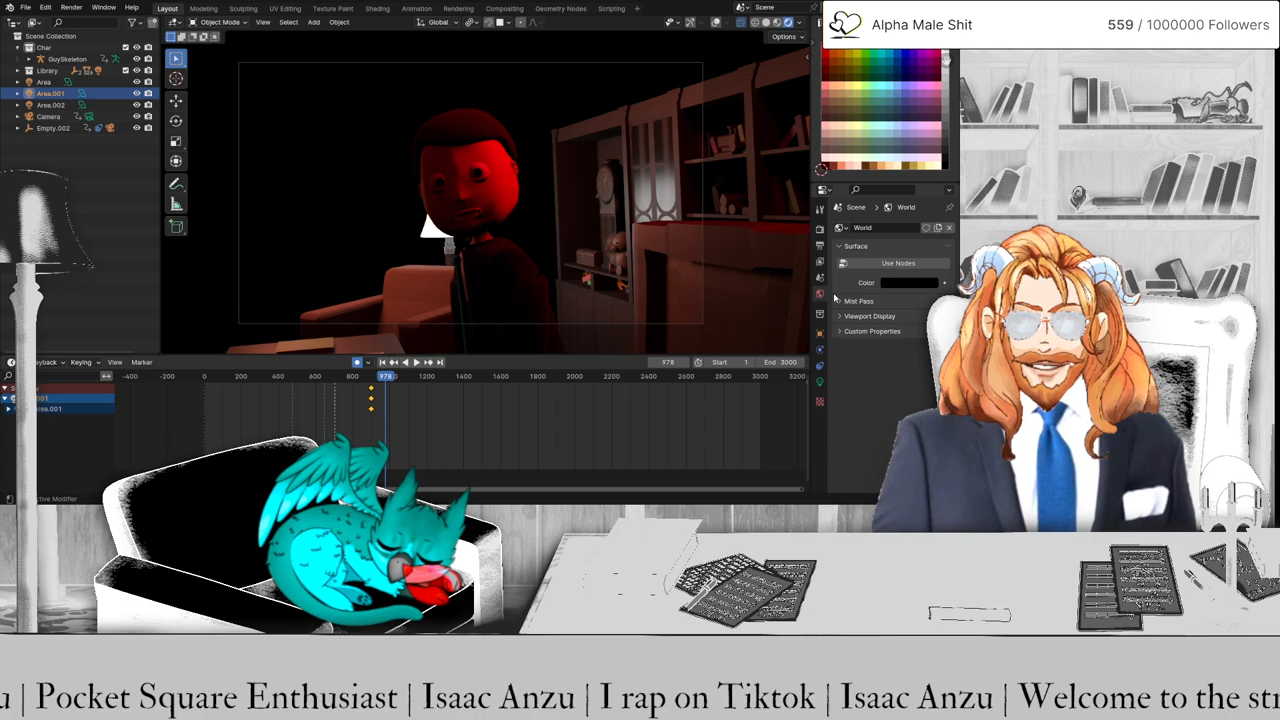 File Edit Render Window Help Layout Modeling Sculpting UV Editing Texture Paint Shading Animation Rendering Compositing Geometry Nodes Scripting Scene
Object Mode View Select Add Object Global
Options
Alpha Male Shit 559 / 1000000 Followers
Scene Collection
Char
GuySkeleton
Library
Area
Area.001
Area.002
Camera
Empty.002
Scene > World
World
Surface
Use Nodes
Color
Mist Pass
Viewport Display
Custom Properties
Keying View Marker 978 Start 1 End 3000
-400 -200 0 200 400 600 800 978 1200 1400 1600 1800 2000 2200 2400 2600 2800 3000 3200
Pocket Square Enthusiast | Isaac Anzu | I rap on Tiktok | Isaac Anzu | Welcome to the